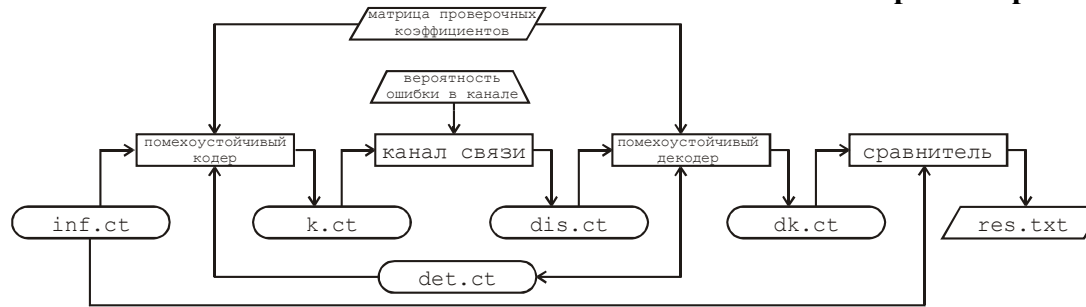 матрица проверочных
коэффициентов
вероятность
ошибки в канале
помехоустойчивый
кодер
канал связи
помехоустойчивый
декодер
сравнитель
inf.ct
k.ct
dis.ct
dk.ct
res.txt
det.ct